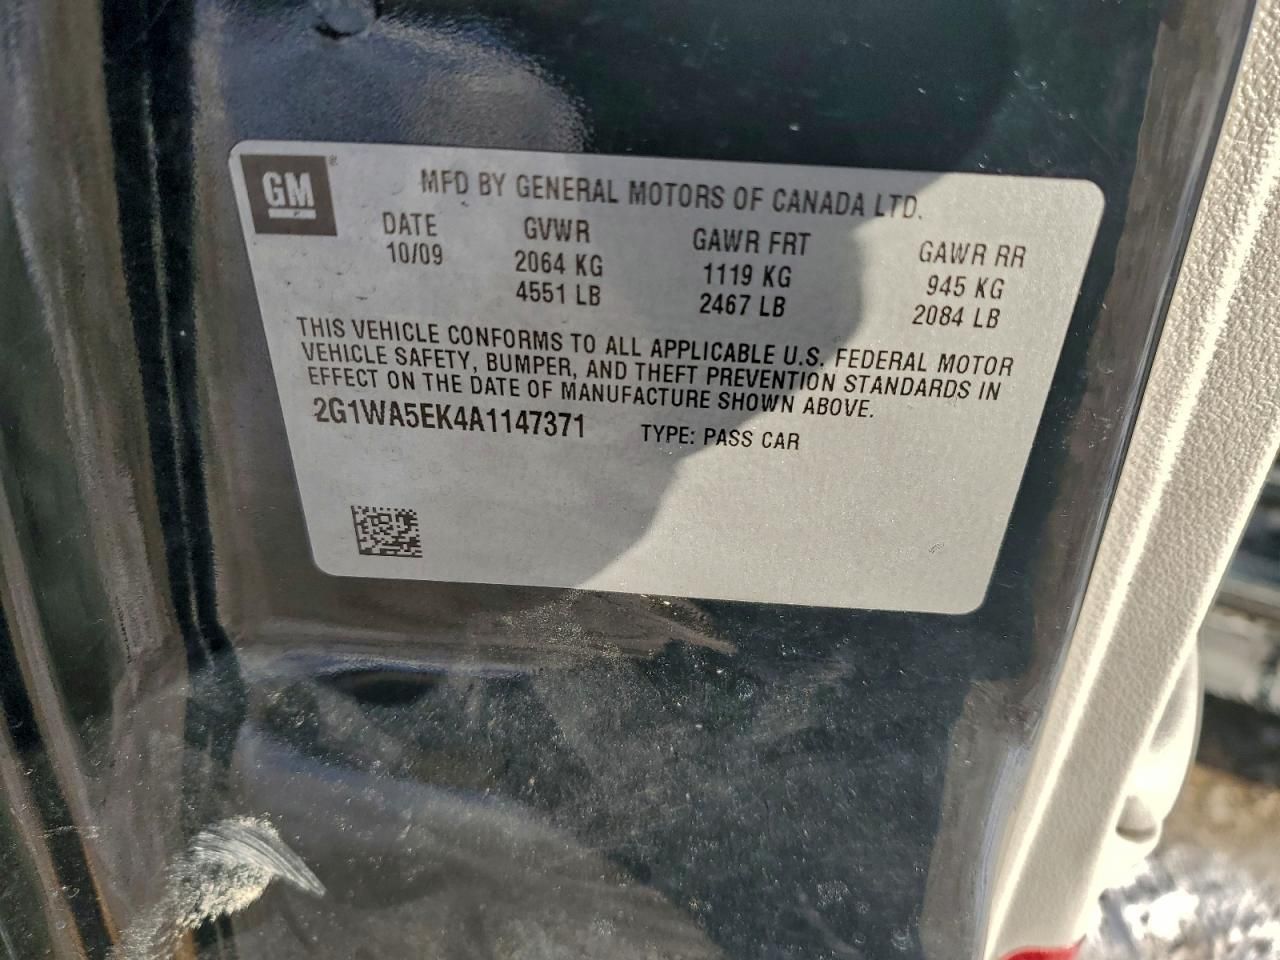 GM ®
MFD BY GENERAL MOTORS OF CANADA LTD.
DATE GVWR GAWR FRT GAWR RR
10/09 2064 KG 1119 KG 945 KG
4551 LB 2467 LB 2084 LB
THIS VEHICLE CONFORMS TO ALL APPLICABLE U.S. FEDERAL MOTOR
VEHICLE SAFETY, BUMPER, AND THEFT PREVENTION STANDARDS IN
EFFECT ON THE DATE OF MANUFACTURE SHOWN ABOVE.
2G1WA5EK4A1147371 TYPE: PASS CAR